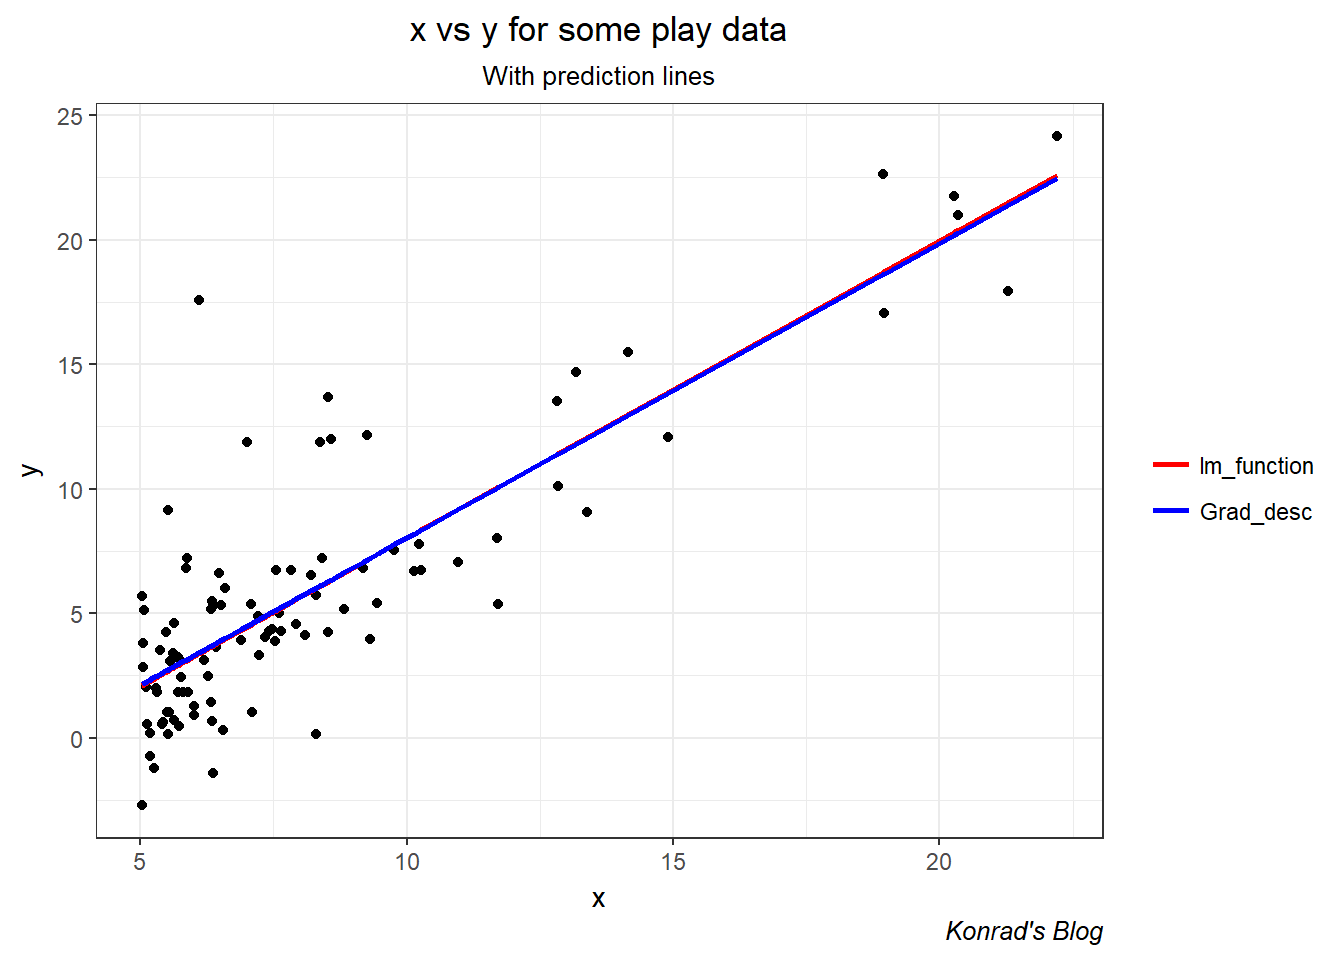 x vs y for some play data
With prediction lines
25
20
15
10
5
0
y
5 10 15 20
x
lm_function
Grad_desc
Konrad's Blog